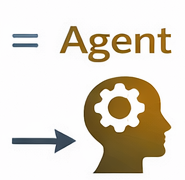 = Agent